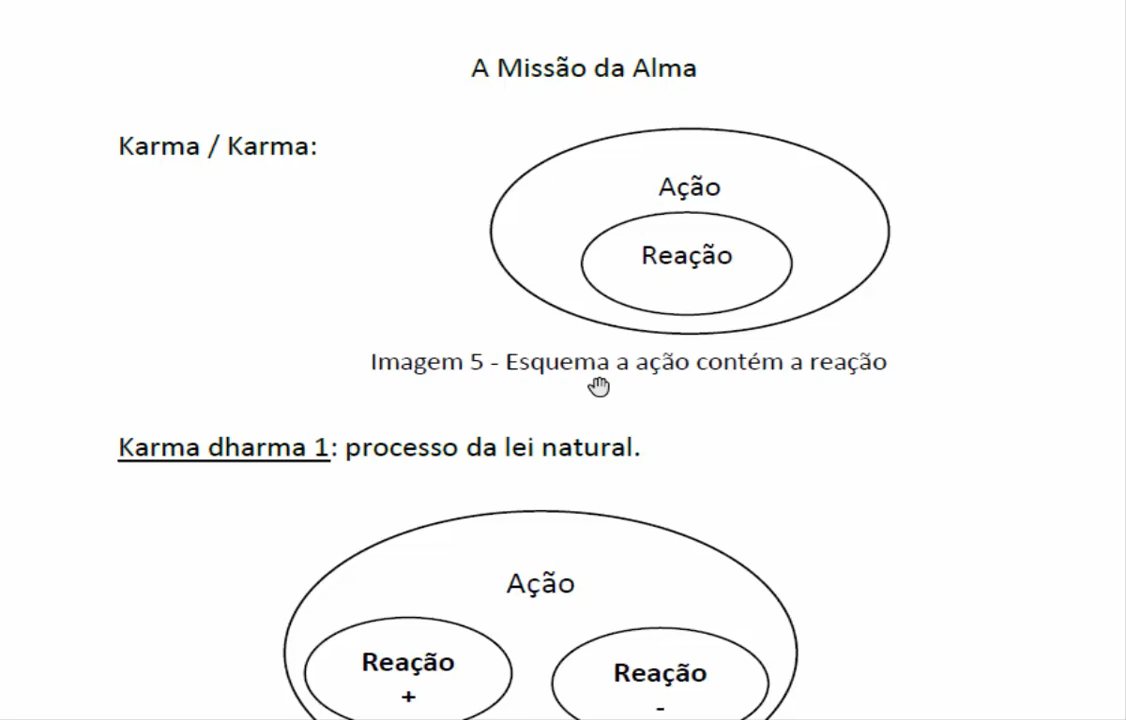 A Missão da Alma
Karma / Karma:
Ação
Reação
Imagem 5 - Esquema a ação contém a reação
Karma dharma 1: processo da lei natural.
Ação
Reação
+
Reação
-